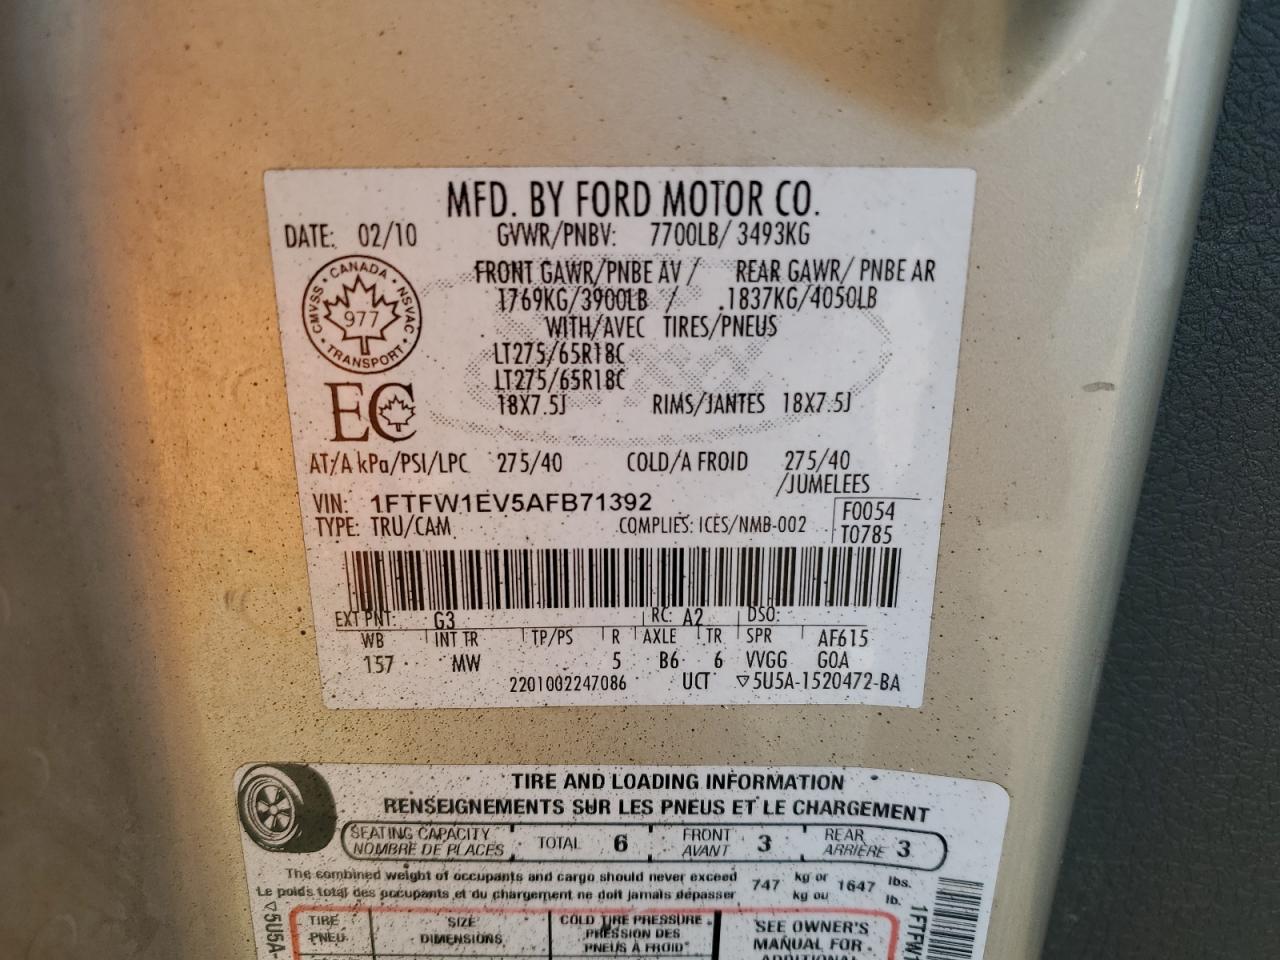 MFD. BY FORD MOTOR CO.
DATE: 02/10 GVWR/PNBV: 7700LB/ 3493KG
FRONT GAWR/PNBE AV / REAR GAWR/ PNBE AR
1769KG/3900LB / 1837KG/4050LB
WITH/AVEC TIRES/PNEUS
CANADA
CMVSS 977 NSVAC
TRANSPORT
LT275/65R18C
LT275/65R18C
EC
18X7.5J RIMS/JANTES 18X7.5J
AT/A kPa/PSI/LPC 275/40 COLD/A FROID 275/40
/JUMELEES
VIN: 1FTFW1EV5AFB71392 F0054
TYPE: TRU/CAM COMPLIES: ICES/NMB-002 T0785
EXT PNT: G3 RC: A2 DSO:
WB INT TR TP/PS R AXLE TR SPR AF615
157 MW 5 B6 6 VVGG GOA
2201002247086 UCT ▽5U5A-1520472-BA
TIRE AND LOADING INFORMATION
RENSEIGNEMENTS SUR LES PNEUS ET LE CHARGEMENT
SEATING CAPACITY TOTAL 6 FRONT 3 REAR 3
NOMBRE DE PLACES AVANT ARRIÈRE
The combined weight of occupants and cargo should never exceed 747 kg or 1647 lbs.
Le poids total des occupants et du chargement ne doit jamais dépasser kg ou lb.
TIRE SIZE COLD TIRE PRESSURE SEE OWNER'S
PNEU DIMENSIONS PRESSION DES MANUAL FOR
PNEUS À FROID ADDITIONAL
▽5U5A-
1FTFW1